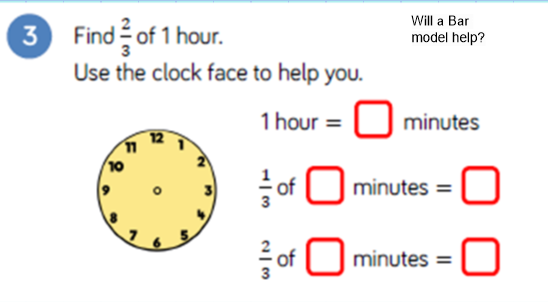 3 Find 2/3 of 1 hour.
Will a Bar
model help?
Use the clock face to help you.
1 hour = minutes
12
11 1
10 2
9 3
8 4
7 5
6
1/3 of minutes =
2/3 of minutes =